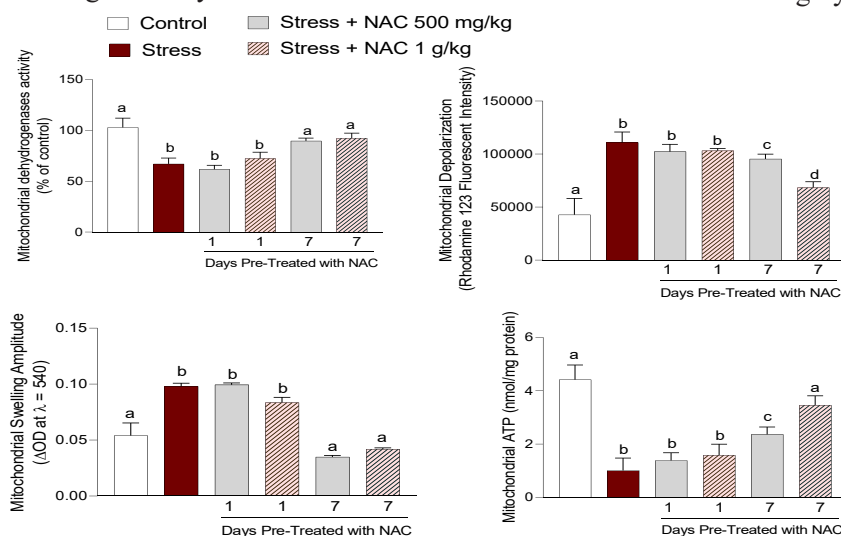 Control
Stress + NAC 500 mg/kg
Stress
Stress + NAC 1 g/kg
Mitochondrial dehydrogenases activity
(% of control)
150
100
50
0
a
b
b
b
a
a
1 1 7 7
Days Pre-Treated with NAC
Mitochondrial Depolarization
(Rhodamine 123 Fluorescent Intensity)
150000
100000
50000
0
a
b
b
b
c
d
1 1 7 7
Days Pre-Treated with NAC
Mitochondrial Swelling Amplitude
(ΔOD at λ = 540)
0.15
0.10
0.05
0.00
a
b
b
b
a
a
1 1 7 7
Days Pre-Treated with NAC
Mitochondrial ATP (nmol/mg protein)
6
4
2
0
a
b
b
b
c
a
1 1 7 7
Days Pre-Treated with NAC